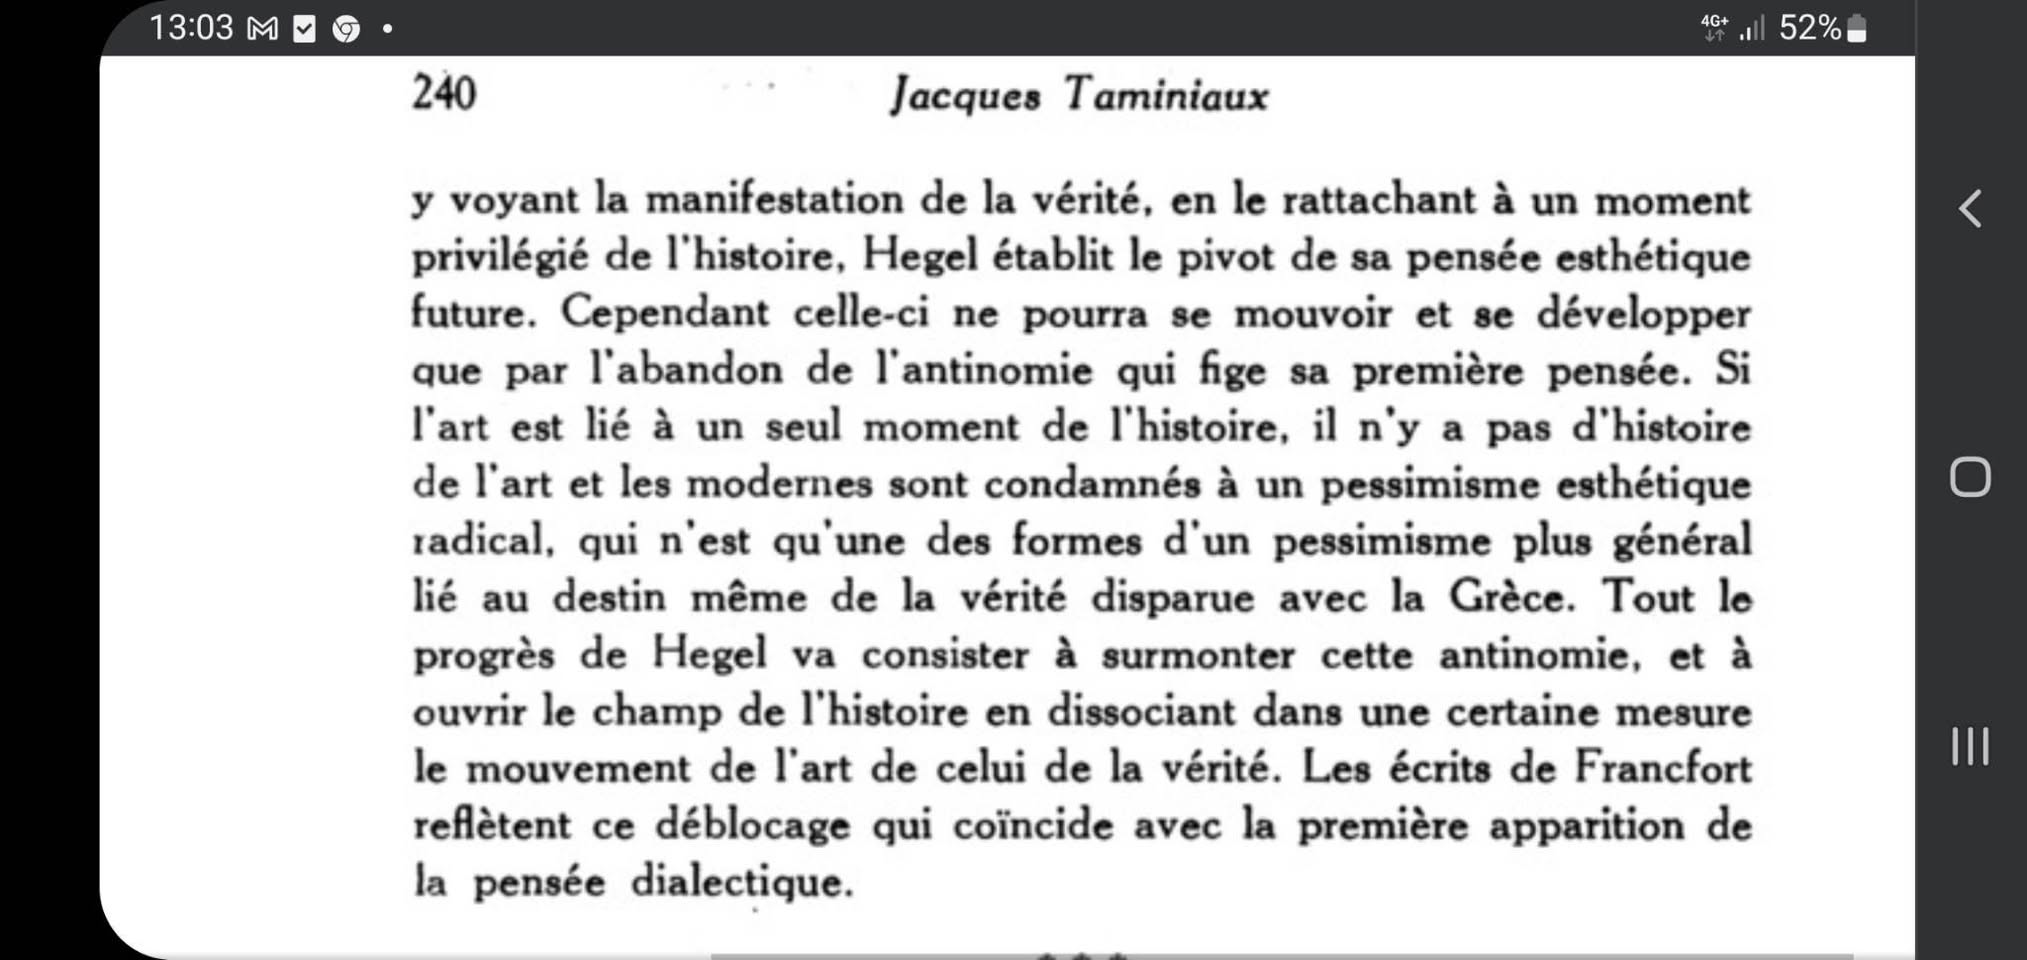 13:03
4G+ 52%
240 Jacques Taminiaux
y voyant la manifestation de la vérité, en le rattachant à un moment
privilégié de l'histoire, Hegel établit le pivot de sa pensée esthétique
future. Cependant celle-ci ne pourra se mouvoir et se développer
que par l'abandon de l'antinomie qui fige sa première pensée. Si
l'art est lié à un seul moment de l'histoire, il n'y a pas d'histoire
de l'art et les modernes sont condamnés à un pessimisme esthétique
radical, qui n'est qu'une des formes d'un pessimisme plus général
lié au destin même de la vérité disparue avec la Grèce. Tout le
progrès de Hegel va consister à surmonter cette antinomie, et à
ouvrir le champ de l'histoire en dissociant dans une certaine mesure
le mouvement de l'art de celui de la vérité. Les écrits de Francfort
reflètent ce déblocage qui coïncide avec la première apparition de
la pensée dialectique.